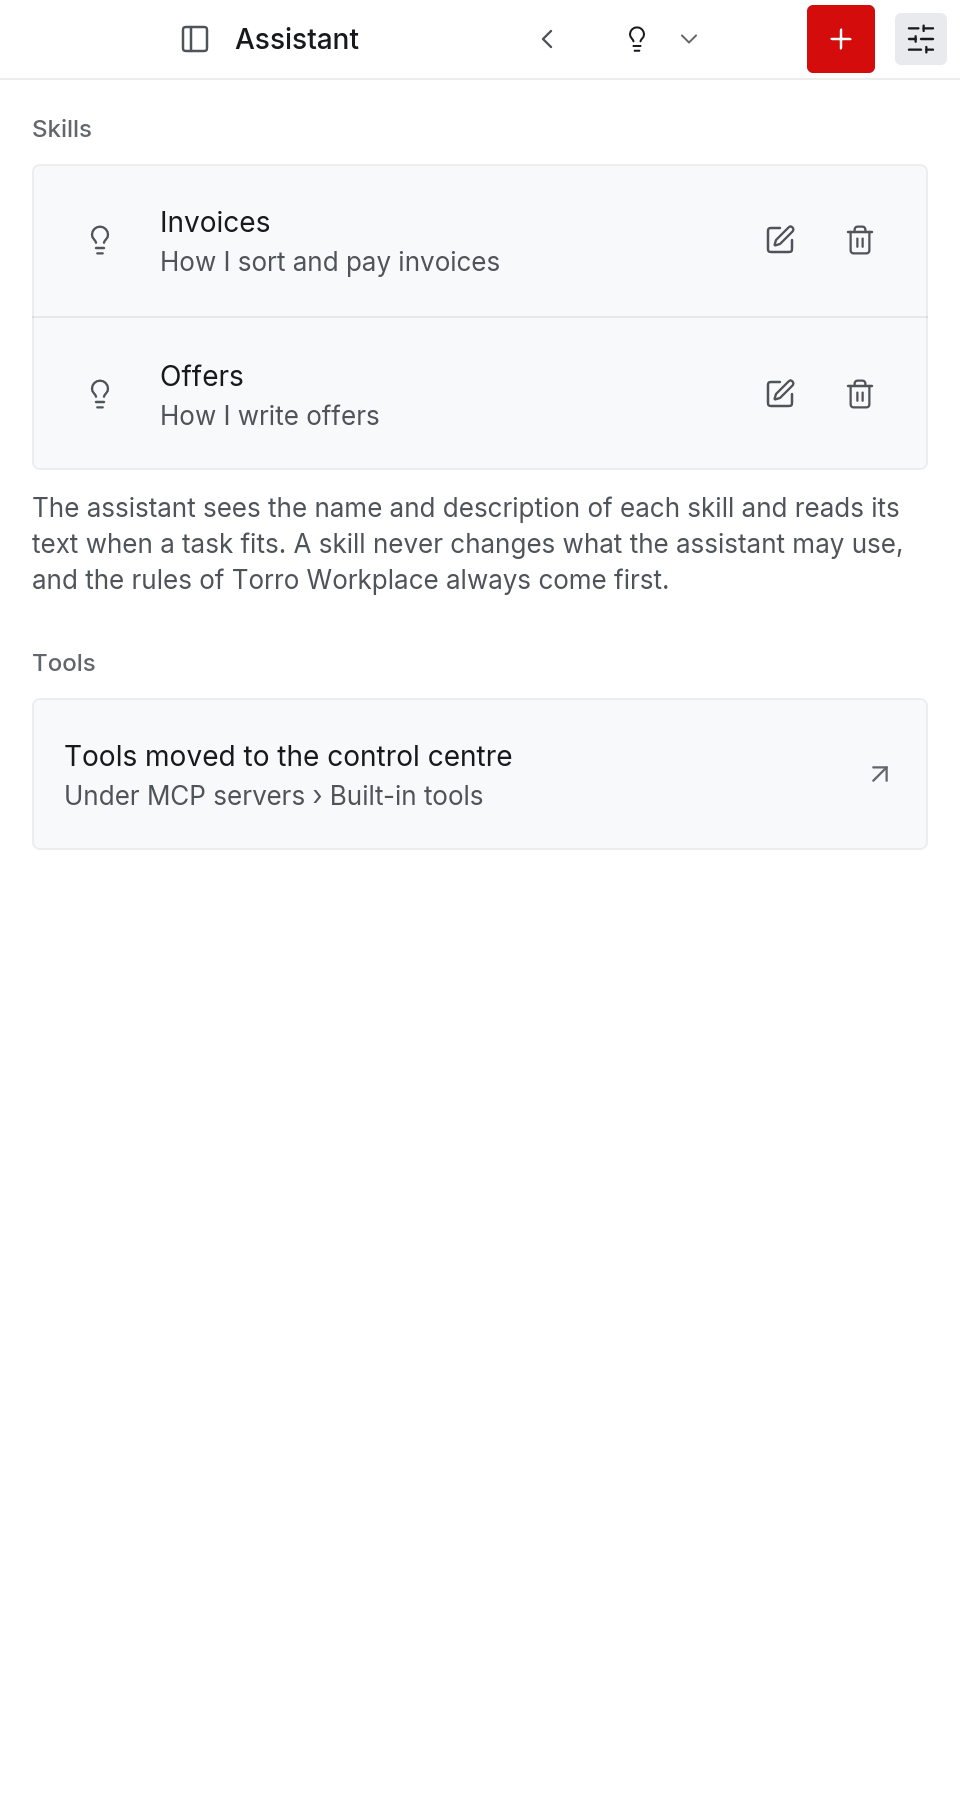 Assistant
Skills
Invoices
How I sort and pay invoices
Offers
How I write offers
The assistant sees the name and description of each skill and reads its
text when a task fits. A skill never changes what the assistant may use,
and the rules of Torro Workplace always come first.
Tools
Tools moved to the control centre
Under MCP servers › Built-in tools